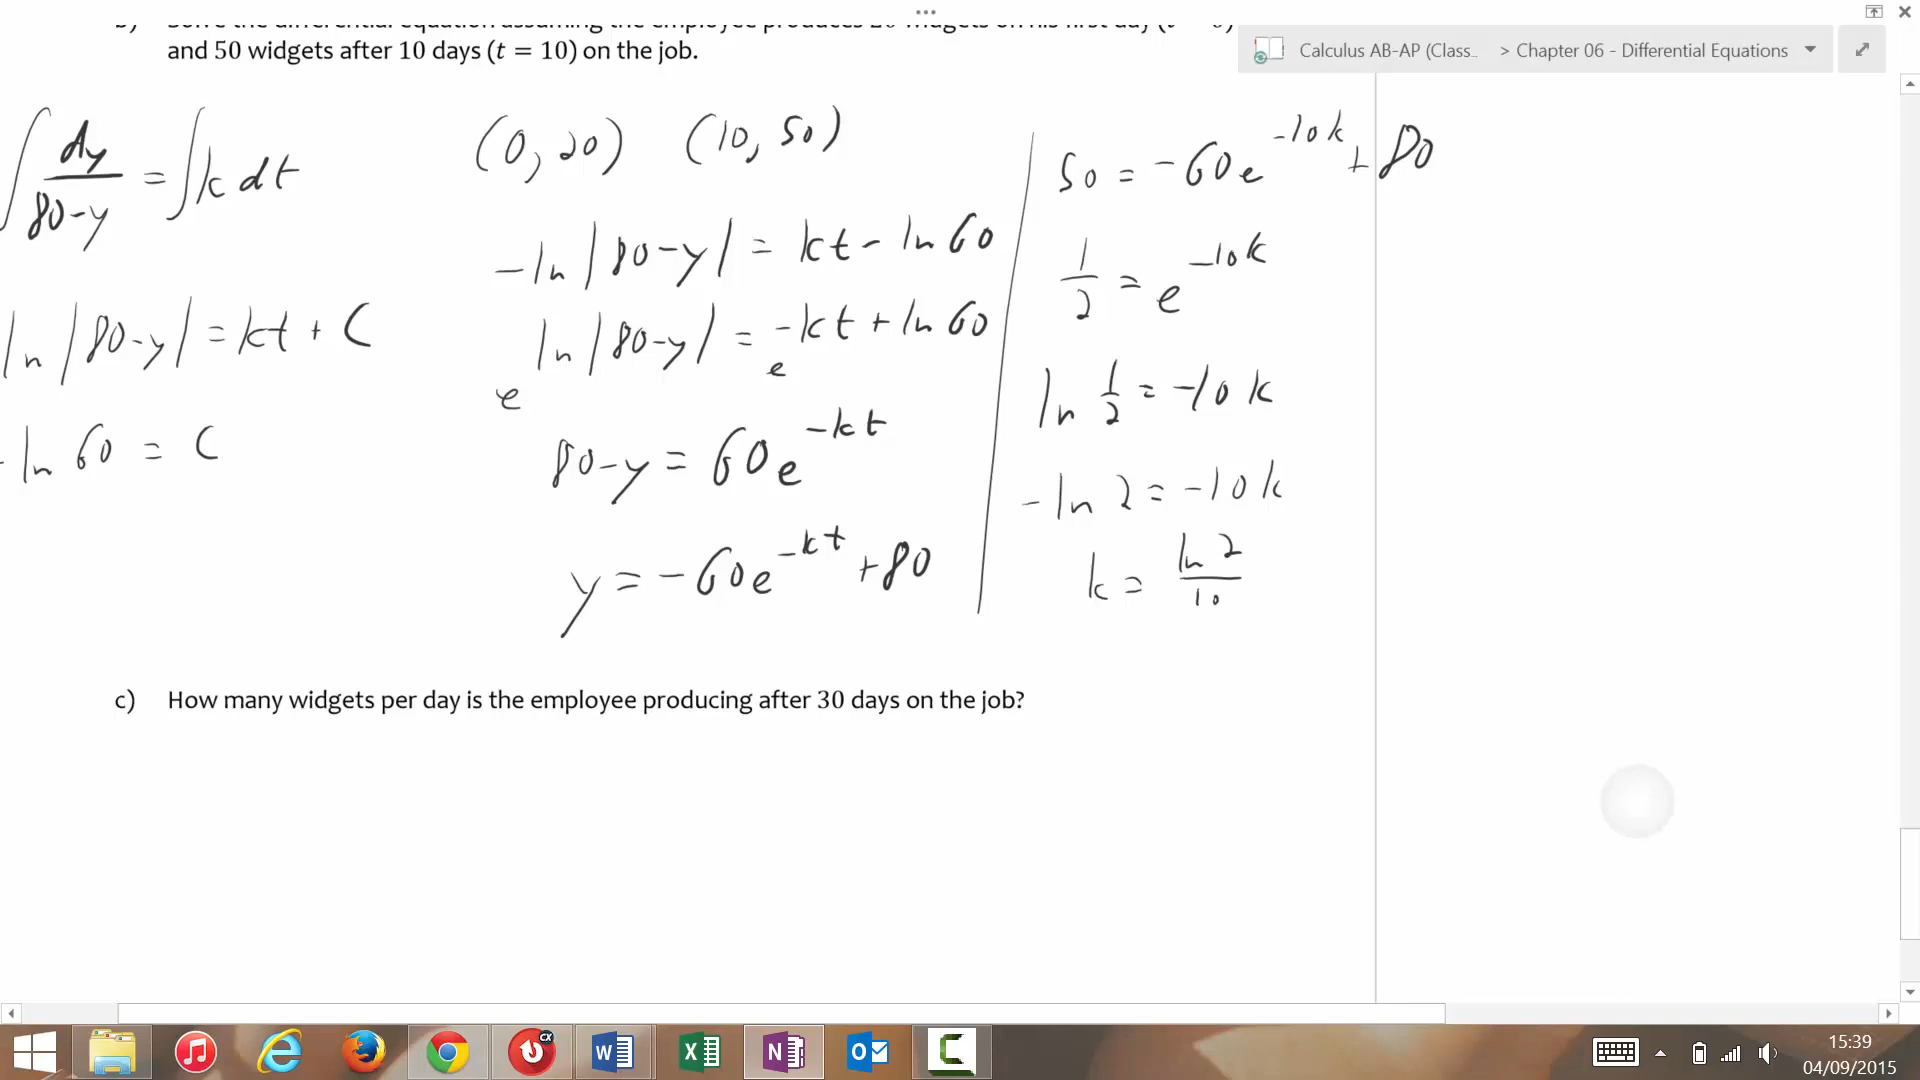 and 50 widgets after 10 days (t = 10) on the job.
Calculus AB-AP (Class.. > Chapter 06 - Differential Equations
∫ dy/(80-y) = ∫ k dt
ln |80-y| = kt + C
- ln 60 = C
(0, 20) (10, 50)
-ln |80-y| = kt - ln 60
e^(ln |80-y|) = e^(-kt + ln 60)
80-y = 60e^(-kt)
y = -60e^(-kt) + 80
50 = -60e^(-10k) + 80
1/2 = e^(-10k)
ln 1/2 = -10k
- ln 2 = -10k
k = ln 2/10
c) How many widgets per day is the employee producing after 30 days on the job?
15:39
04/09/2015